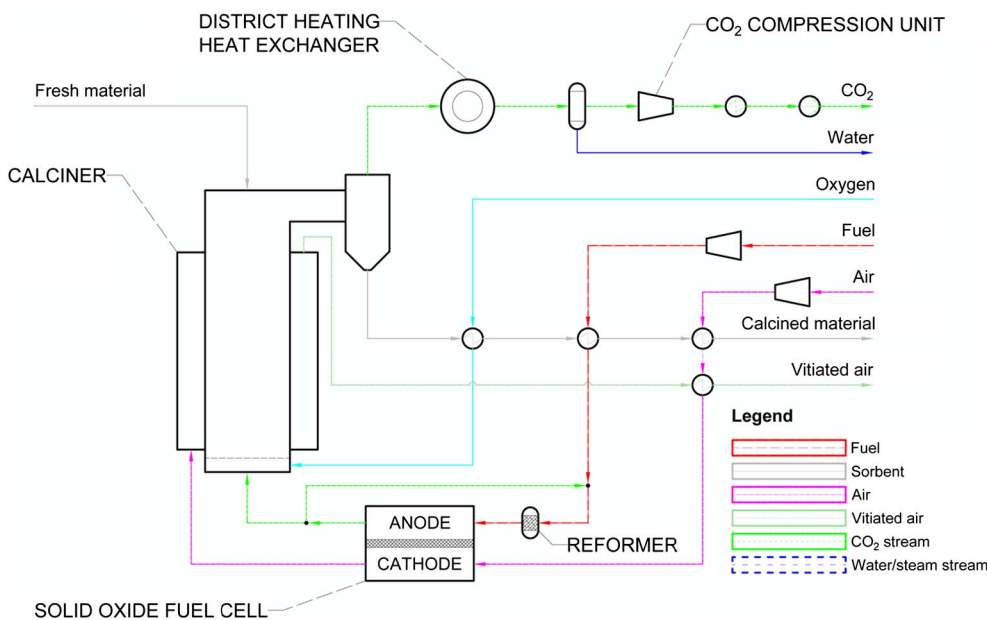 DISTRICT HEATING
HEAT EXCHANGER
CO₂ COMPRESSION UNIT
Fresh material
CO₂
Water
CALCINER
Oxygen
Fuel
Air
Calcined material
Vitiated air
Legend
Fuel
Sorbent
Air
Vitiated air
CO₂ stream
Water/steam stream
ANODE
CATHODE
REFORMER
SOLID OXIDE FUEL CELL